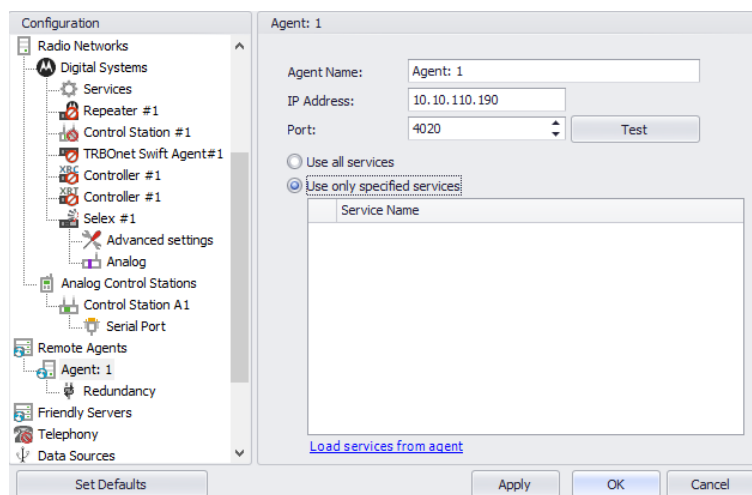 Configuration
Radio Networks
Digital Systems
Services
Repeater #1
Control Station #1
TRBOnet Swift Agent#1
XRC
Controller #1
XRT
Controller #1
Selex #1
Advanced settings
Analog
Analog Control Stations
Control Station A1
Serial Port
Remote Agents
Agent: 1
Redundancy
Friendly Servers
Telephony
Data Sources
Set Defaults
Agent: 1
Agent Name: Agent: 1
IP Address: 10.10.110.190
Port: 4020 Test
Use all services
Use only specified services
Service Name
Load services from agent
Apply OK Cancel